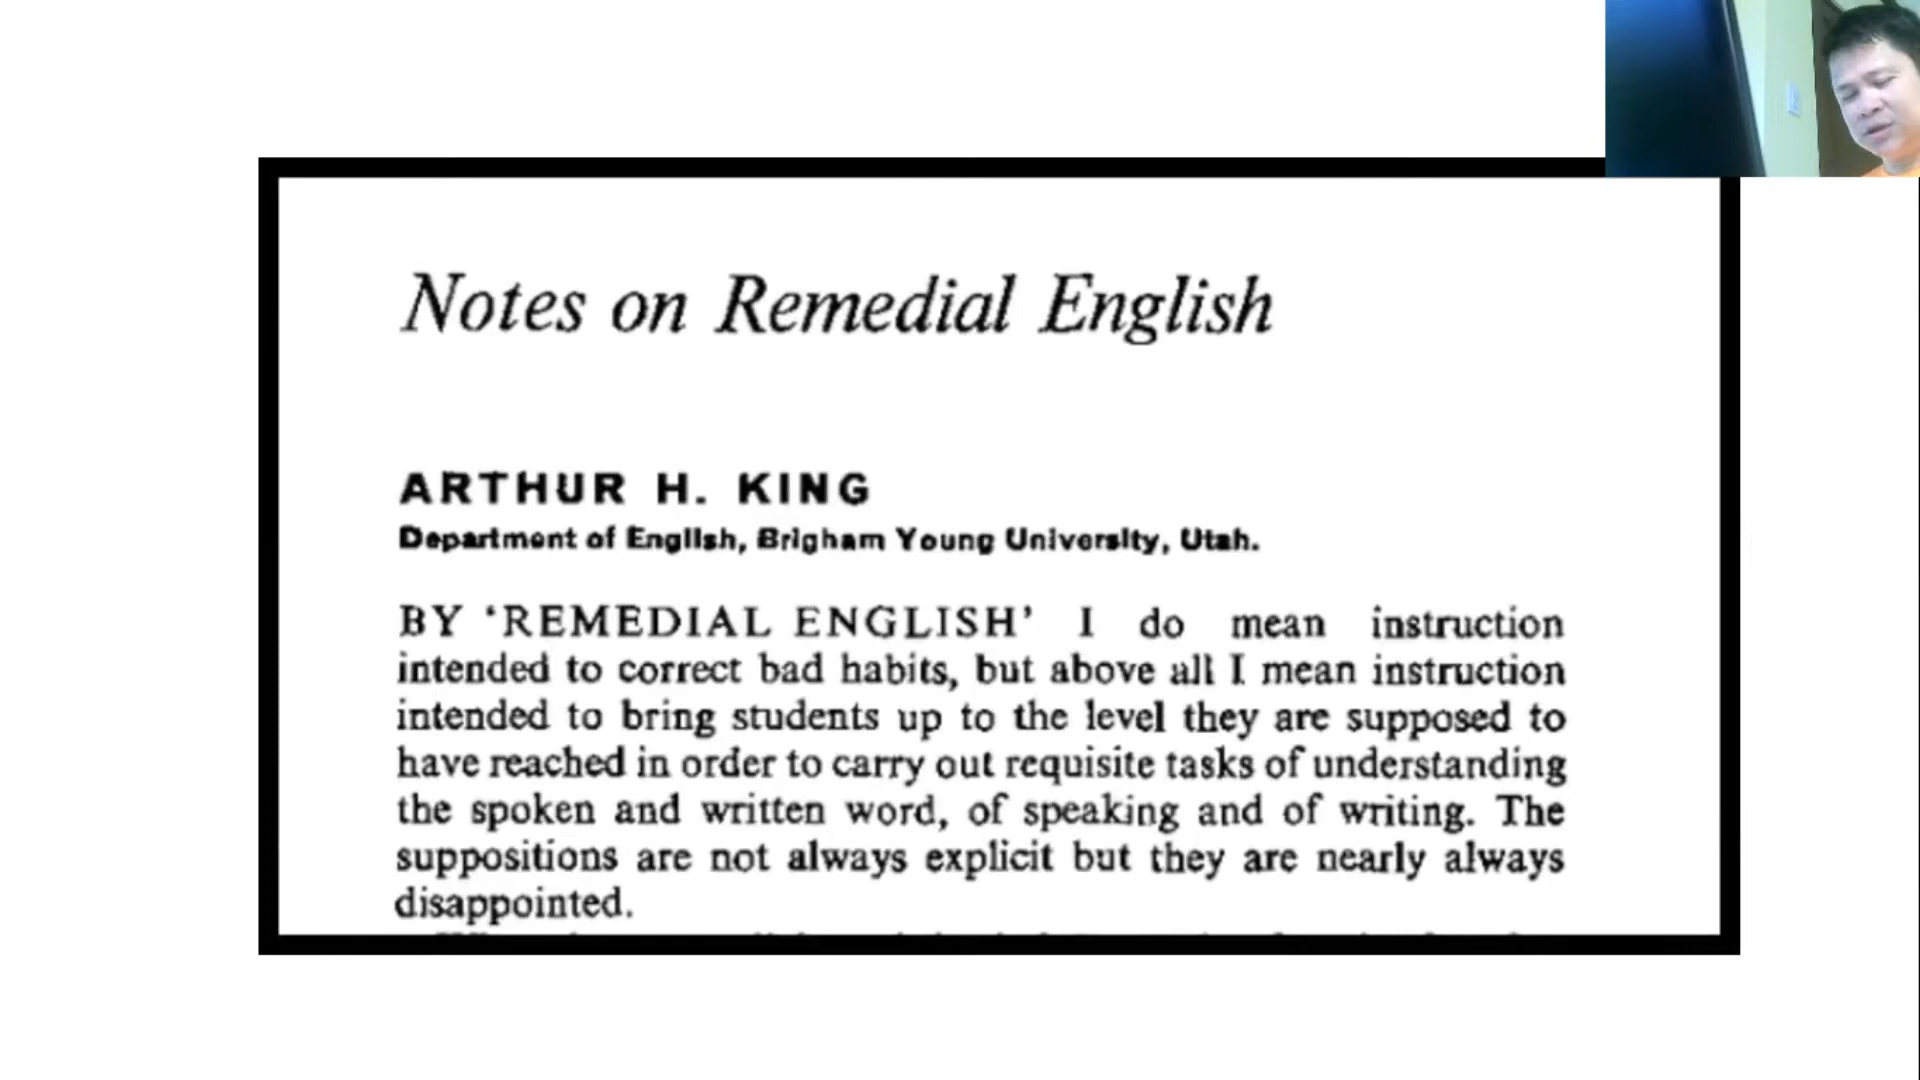 Notes on Remedial English
ARTHUR H. KING
Department of English, Brigham Young University, Utah.
BY ‘REMEDIAL ENGLISH’ I do mean instruction
intended to correct bad habits, but above all I mean instruction
intended to bring students up to the level they are supposed to
have reached in order to carry out requisite tasks of understanding
the spoken and written word, of speaking and of writing. The
suppositions are not always explicit but they are nearly always
disappointed.